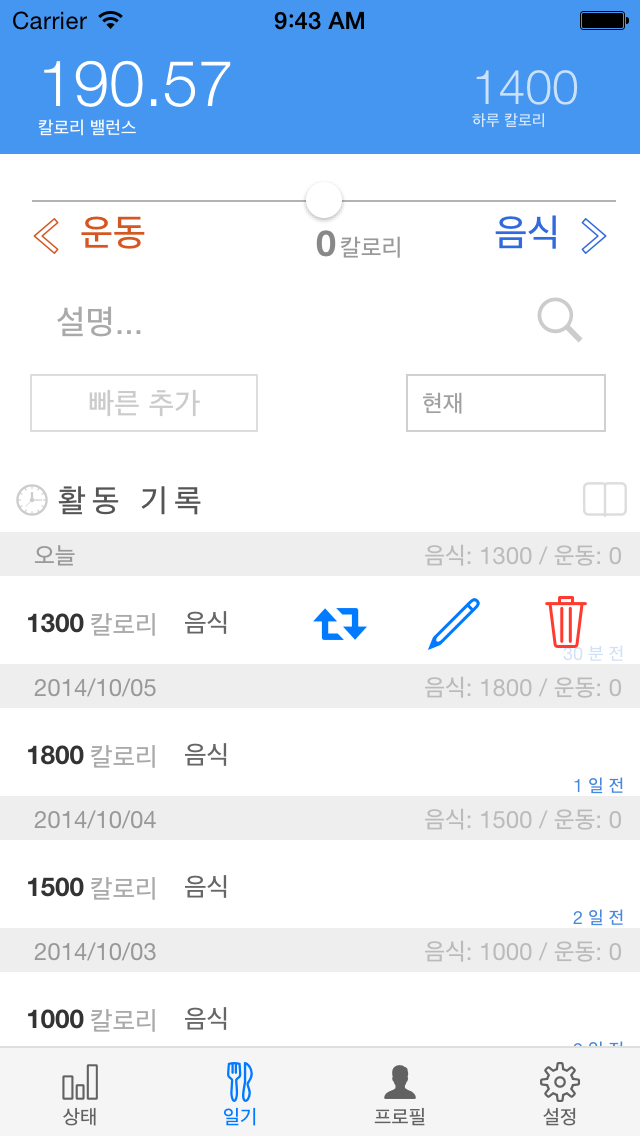 Carrier 9:43 AM
190.57 1400
칼로리 밸런스 하루 칼로리
운동 0 칼로리 음식
설명...
빠른 추가 현재
활동 기록
오늘 음식: 1300 / 운동: 0
1300 칼로리 음식
30 분 전
2014/10/05 음식: 1800 / 운동: 0
1800 칼로리 음식
1 일 전
2014/10/04 음식: 1500 / 운동: 0
1500 칼로리 음식
2 일 전
2014/10/03 음식: 1000 / 운동: 0
1000 칼로리 음식
상태 일기 프로필 설정